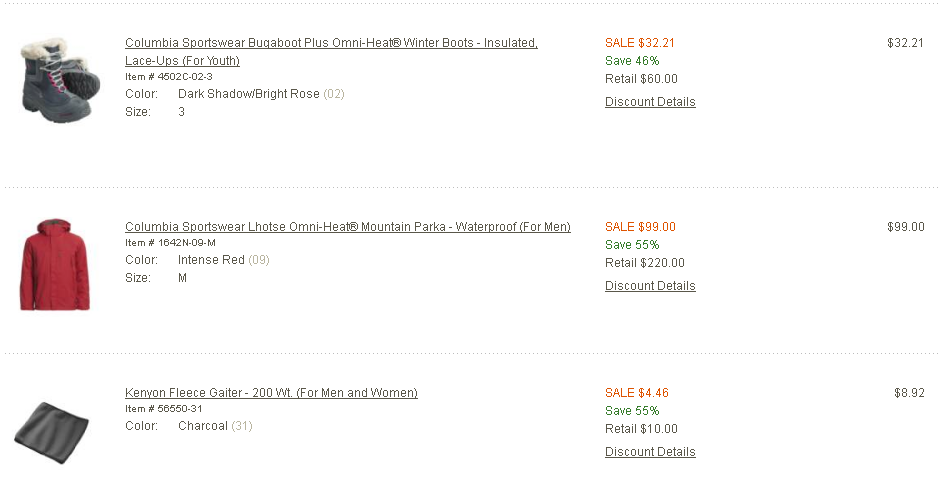 Columbia Sportswear Bugaboot Plus Omni-Heat® Winter Boots - Insulated,
Lace-Ups (For Youth)
Item # 4502C-02-3
Color: Dark Shadow/Bright Rose (02)
Size: 3
SALE $32.21
Save 46%
Retail $60.00
Discount Details
$32.21
Columbia Sportswear Lhotse Omni-Heat® Mountain Parka - Waterproof (For Men)
Item # 1642N-09-M
Color: Intense Red (09)
Size: M
SALE $99.00
Save 55%
Retail $220.00
Discount Details
$99.00
Kenyon Fleece Gaiter - 200 Wt. (For Men and Women)
Item # 56550-31
Color: Charcoal (31)
SALE $4.46
Save 55%
Retail $10.00
Discount Details
$8.92